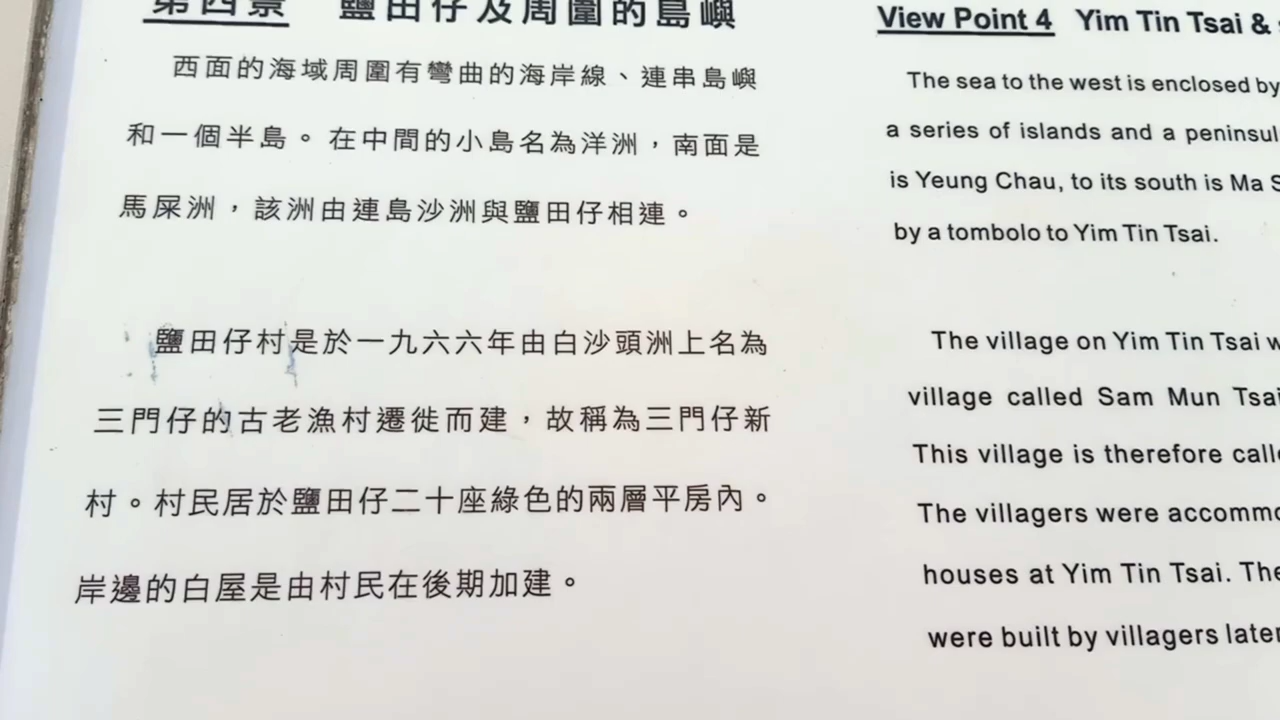 第四景 鹽田仔及周圍的島嶼
西面的海域周圍有彎曲的海岸線、連串島嶼
和一個半島。在中間的小島名為洋洲，南面是
馬屎洲，該洲由連島沙洲與鹽田仔相連。
鹽田仔村是於一九六六年由白沙頭洲上名為
三門仔的古老漁村遷徙而建，故稱為三門仔新
村。村民居於鹽田仔二十座綠色的兩層平房內。
岸邊的白屋是由村民在後期加建。
View Point 4 Yim Tin Tsai &
The sea to the west is enclosed by
a series of islands and a peninsul
is Yeung Chau, to its south is Ma S
by a tombolo to Yim Tin Tsai.
The village on Yim Tin Tsai w
village called Sam Mun Tsai
This village is therefore calle
The villagers were accommo
houses at Yim Tin Tsai. The
were built by villagers later